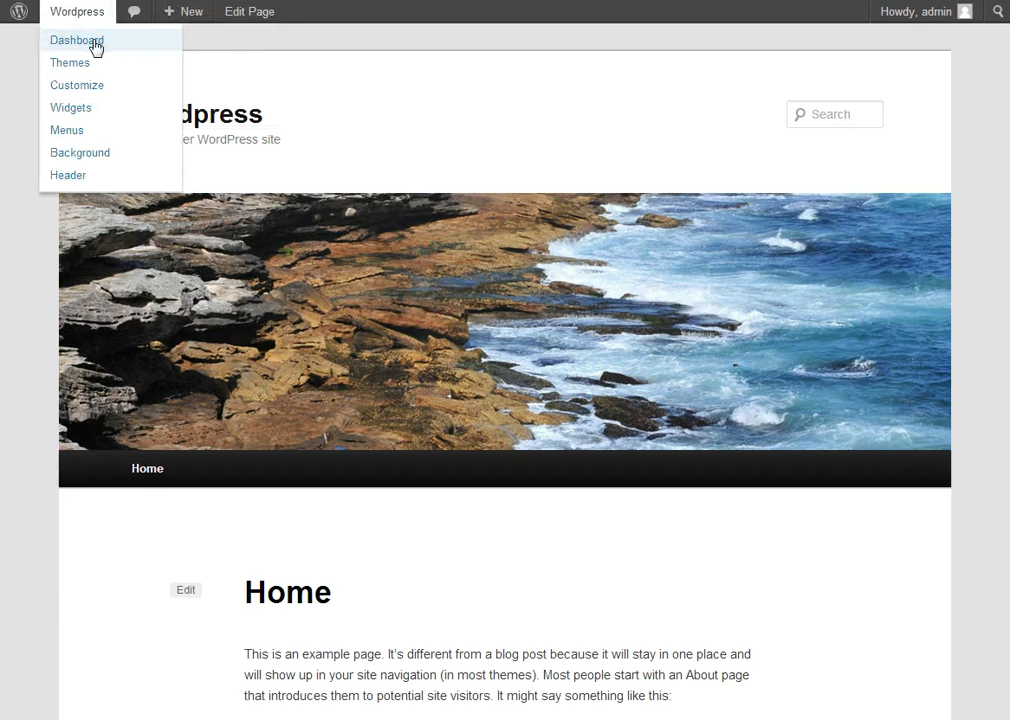 Wordpress New Edit Page Howdy, admin
Dashboard
Themes
Customize
Widgets
Menus
Background
Header
dpress
er WordPress site
Search
Home
Edit
Home
This is an example page. It's different from a blog post because it will stay in one place and
will show up in your site navigation (in most themes). Most people start with an About page
that introduces them to potential site visitors. It might say something like this: